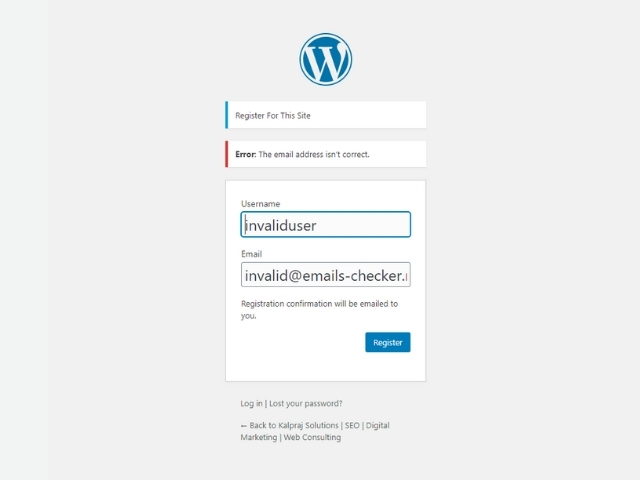 Register For This Site
Error: The email address isn't correct.
Username
invaliduser
Email
invalid@emails-checker.
Registration confirmation will be emailed to
you.
Register
Log in | Lost your password?
← Back to Kalpraj Solutions | SEO | Digital
Marketing | Web Consulting